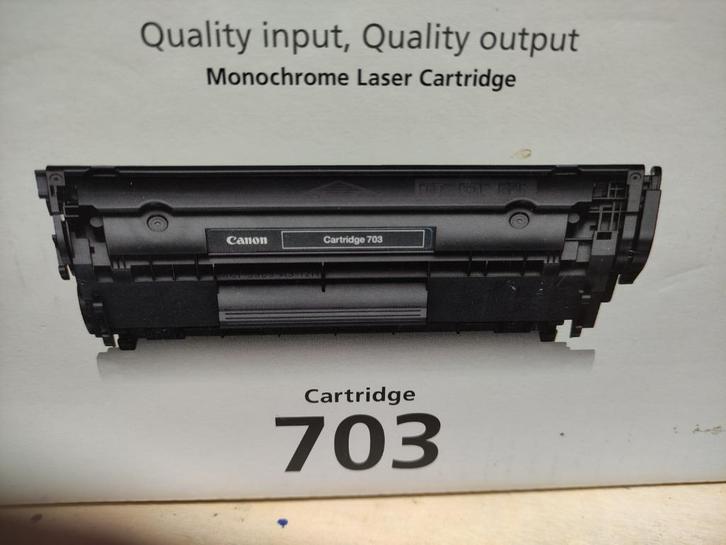 Quality input, Quality output
Monochrome Laser Cartridge
Canon Cartridge 703
Cartridge
703